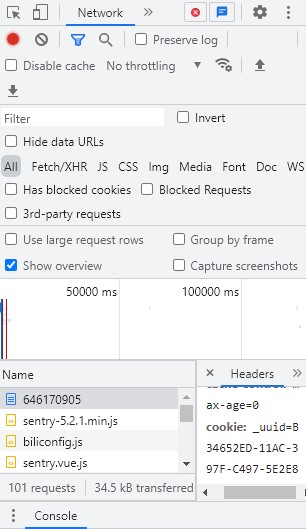 Network
Preserve log
Disable cache No throttling
Filter Invert
Hide data URLs
All Fetch/XHR JS CSS Img Media Font Doc WS
Has blocked cookies Blocked Requests
3rd-party requests
Use large request rows Group by frame
Show overview Capture screenshots
50000 ms 100000 ms
Name
646170905
sentry-5.2.1.min.js
biliconfig.js
sentry.vue.js
101 requests 34.5 kB transferred
Headers
ax-age=0
cookie: _uuid=B
34652ED-11AC-3
97F-C497-5E2E8
Console